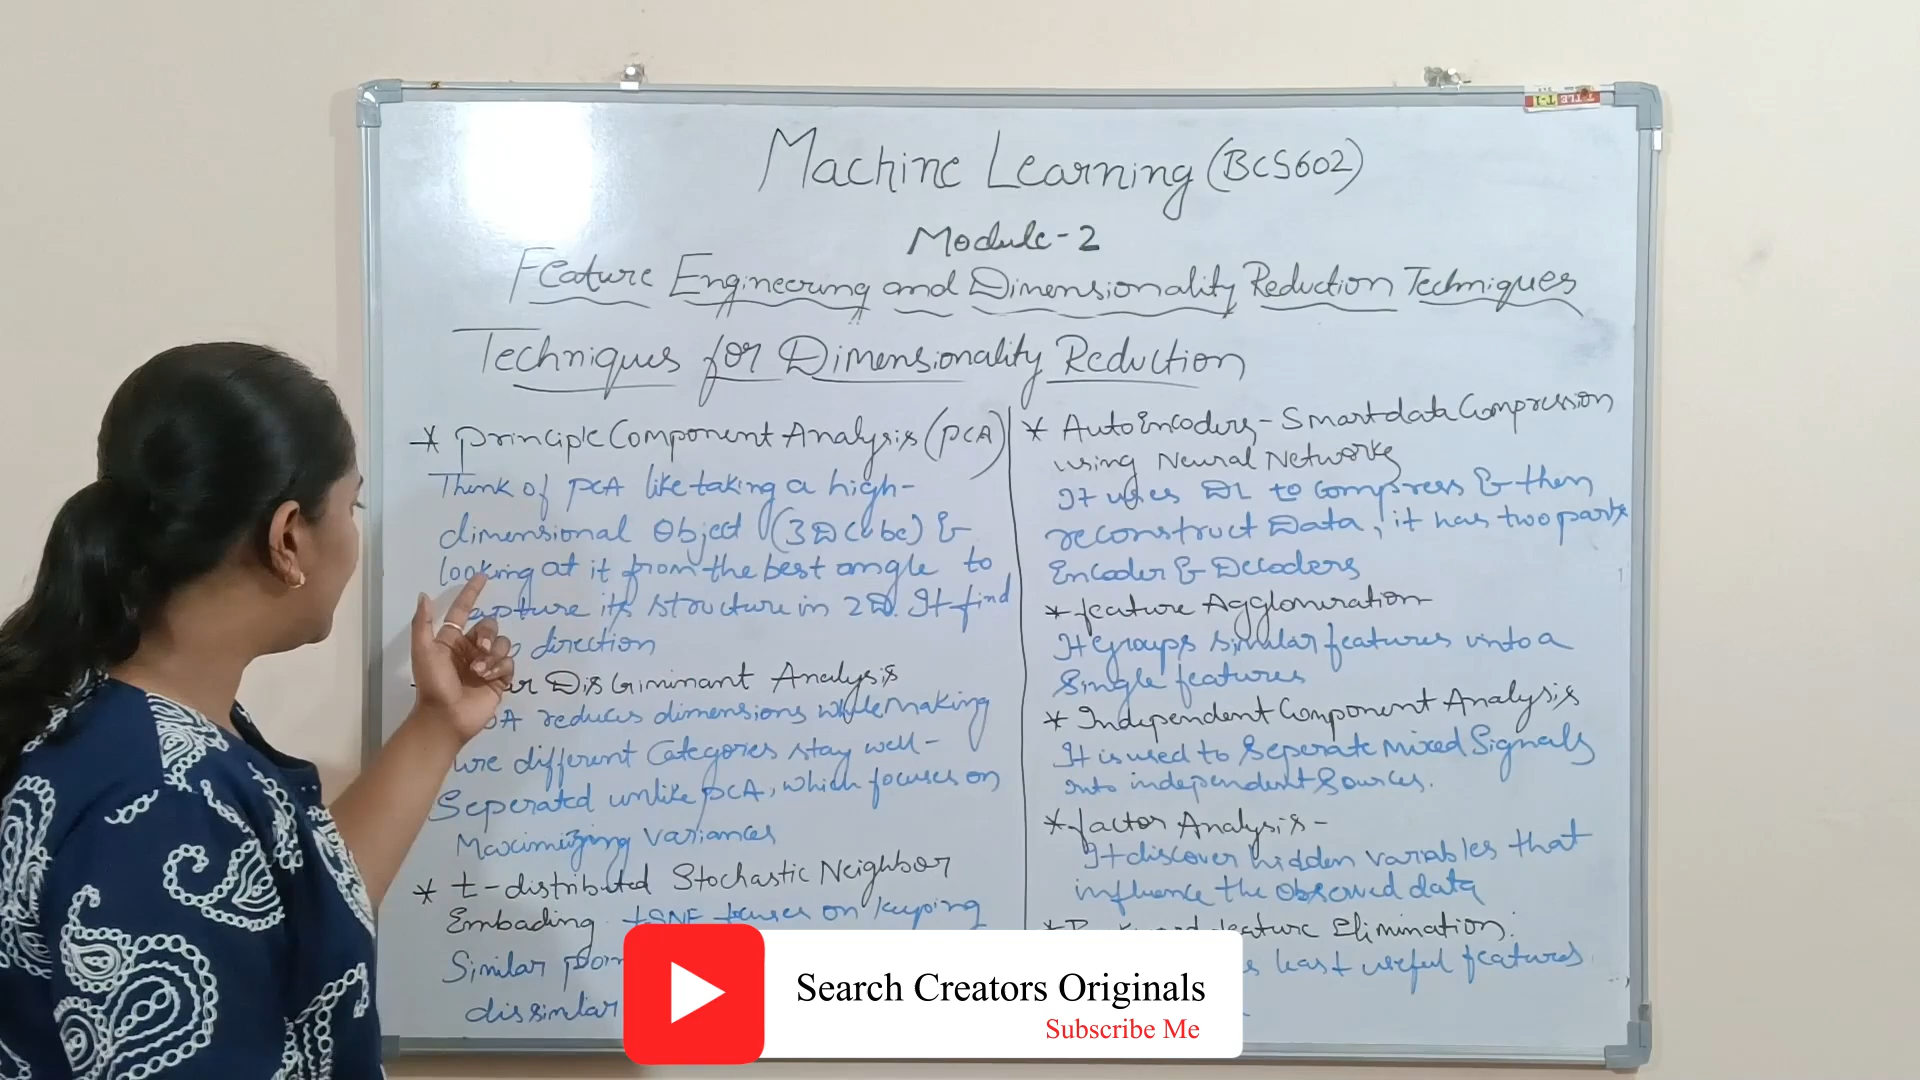 Machine Learning (BCS602)
Module-2
Feature Engineering and Dimensionality Reduction Techniques
Techniques for Dimensionality Reduction
* Principle Component Analysis (PCA)
Think of PCA like taking a high-
dimensional Object (3D Cube) &
looking at it from the best angle to
capture its structure in 2D. It find
direction
Discriminant Analysis
reduces dimensions while making
different Categories stay well-
Seperated unlike PCA, which focuses on
Maximizing variances
* t-distributed Stochastic Neighbor
Embading tSNE focuses on keeping
Similar
dissimilar
* AutoEncoders - Smart data Compression
using Neural Networks
It uses DL to compress & then
reconstruct Data, it has two parts
Encoder & Decoders
* feature Agglomeration
It Groups similar features into a
Single features
* Independent Component Analysis
It is used to Seperate mixed Signals
into independent Sources.
* factor Analysis -
It discover hidden variables that
influence the observed data
feature Elimination:
least useful features
Search Creators Originals
Subscribe Me